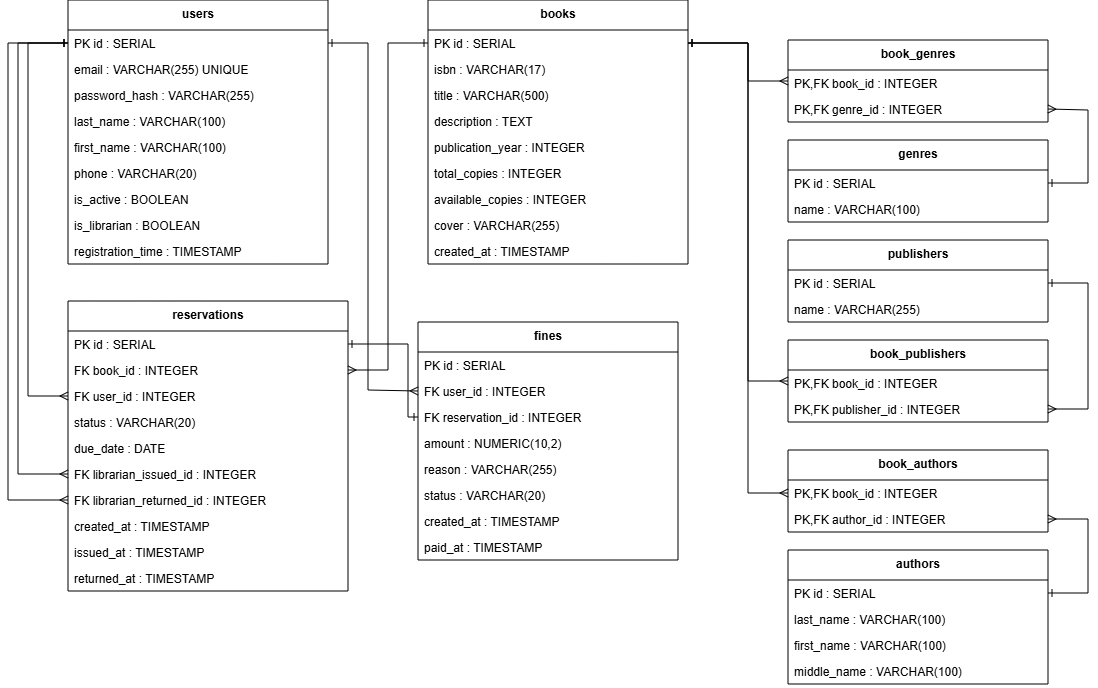 users
PK id : SERIAL
email : VARCHAR(255) UNIQUE
password_hash : VARCHAR(255)
last_name : VARCHAR(100)
first_name : VARCHAR(100)
phone : VARCHAR(20)
is_active : BOOLEAN
is_librarian : BOOLEAN
registration_time : TIMESTAMP
books
PK id : SERIAL
isbn : VARCHAR(17)
title : VARCHAR(500)
description : TEXT
publication_year : INTEGER
total_copies : INTEGER
available_copies : INTEGER
cover : VARCHAR(255)
created_at : TIMESTAMP
reservations
PK id : SERIAL
FK book_id : INTEGER
FK user_id : INTEGER
status : VARCHAR(20)
due_date : DATE
FK librarian_issued_id : INTEGER
FK librarian_returned_id : INTEGER
created_at : TIMESTAMP
issued_at : TIMESTAMP
returned_at : TIMESTAMP
fines
PK id : SERIAL
FK user_id : INTEGER
FK reservation_id : INTEGER
amount : NUMERIC(10,2)
reason : VARCHAR(255)
status : VARCHAR(20)
created_at : TIMESTAMP
paid_at : TIMESTAMP
book_genres
PK,FK book_id : INTEGER
PK,FK genre_id : INTEGER
genres
PK id : SERIAL
name : VARCHAR(100)
publishers
PK id : SERIAL
name : VARCHAR(255)
book_publishers
PK,FK book_id : INTEGER
PK,FK publisher_id : INTEGER
book_authors
PK,FK book_id : INTEGER
PK,FK author_id : INTEGER
authors
PK id : SERIAL
last_name : VARCHAR(100)
first_name : VARCHAR(100)
middle_name : VARCHAR(100)